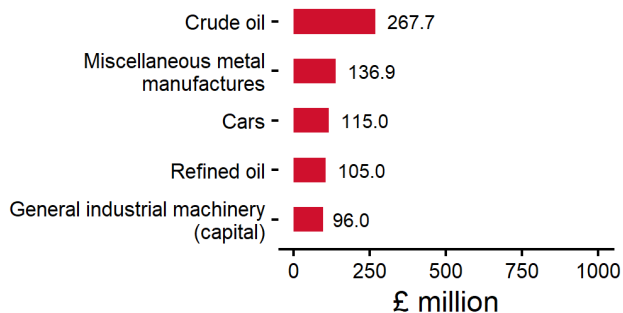 Crude oil
267.7
Miscellaneous metal
manufactures
136.9
Cars
115.0
Refined oil
105.0
General industrial machinery
(capital)
96.0
0 250 500 750 1000
£ million